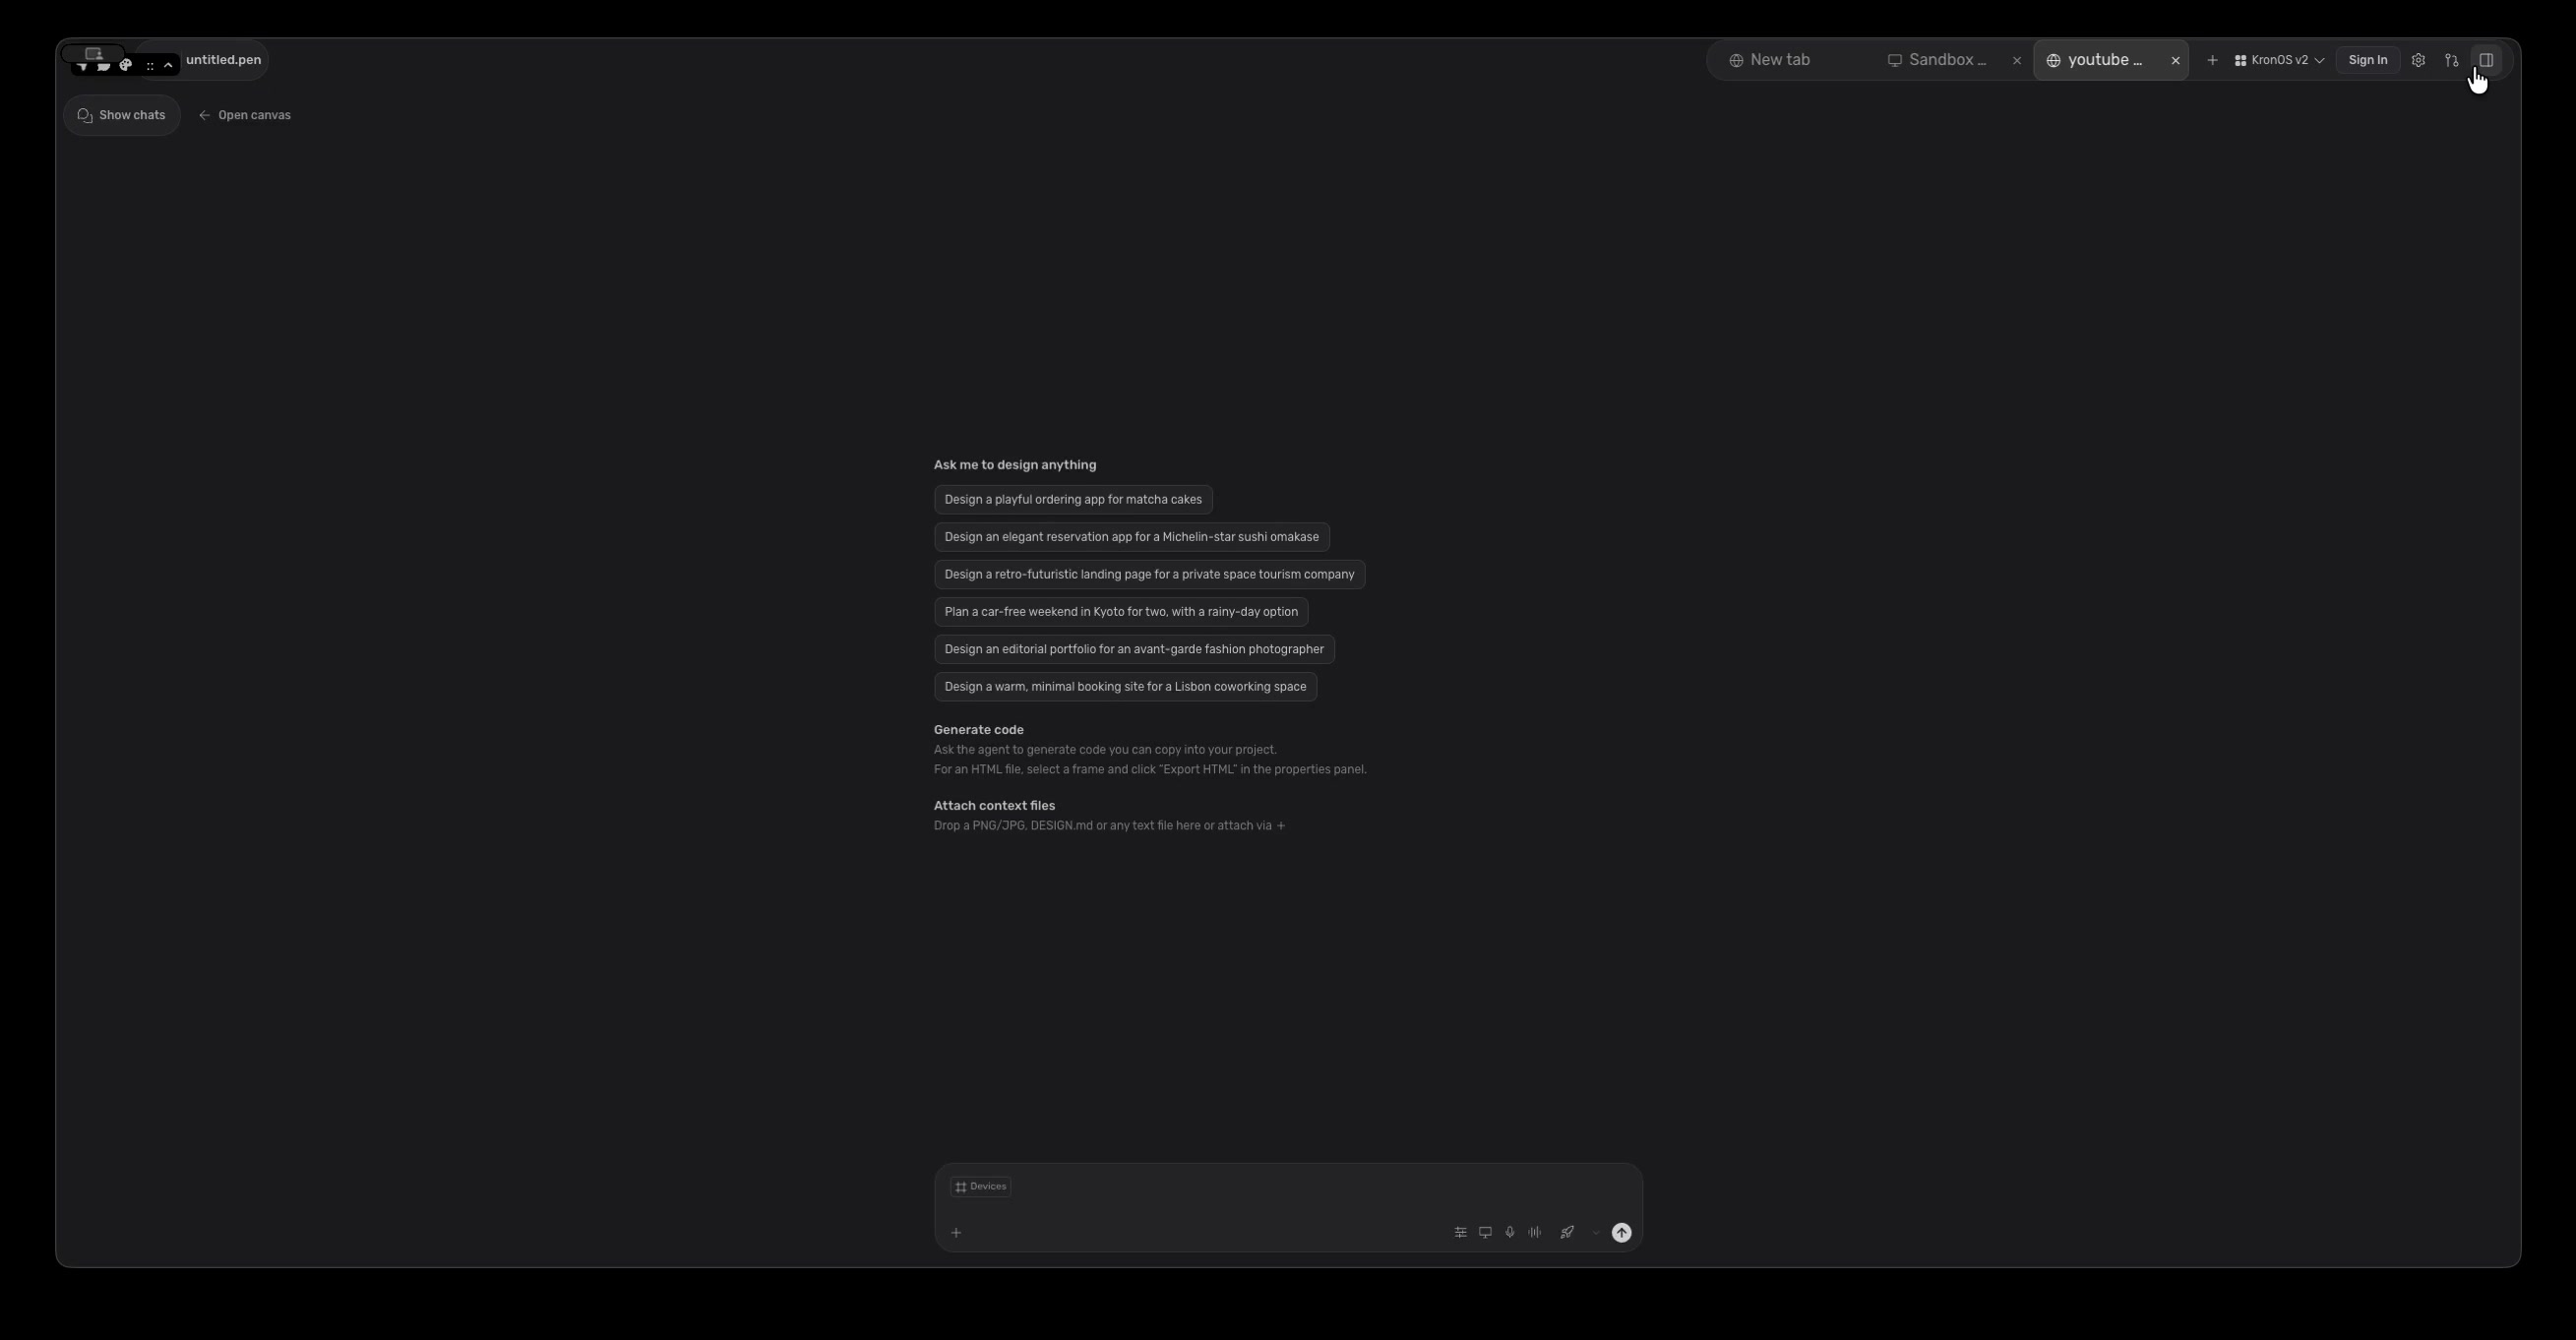 untitled.pen
New tab
Sandbox ...
youtube ...
KronOS v2
Sign In
Show chats
Open canvas
Ask me to design anything
Design a playful ordering app for matcha cakes
Design an elegant reservation app for a Michelin-star sushi omakase
Design a retro-futuristic landing page for a private space tourism company
Plan a car-free weekend in Kyoto for two, with a rainy-day option
Design an editorial portfolio for an avant-garde fashion photographer
Design a warm, minimal booking site for a Lisbon coworking space
Generate code
Ask the agent to generate code you can copy into your project.
For an HTML file, select a frame and click “Export HTML” in the properties panel.
Attach context files
Drop a PNG/JPG, DESIGN.md or any text file here or attach via +
Devices